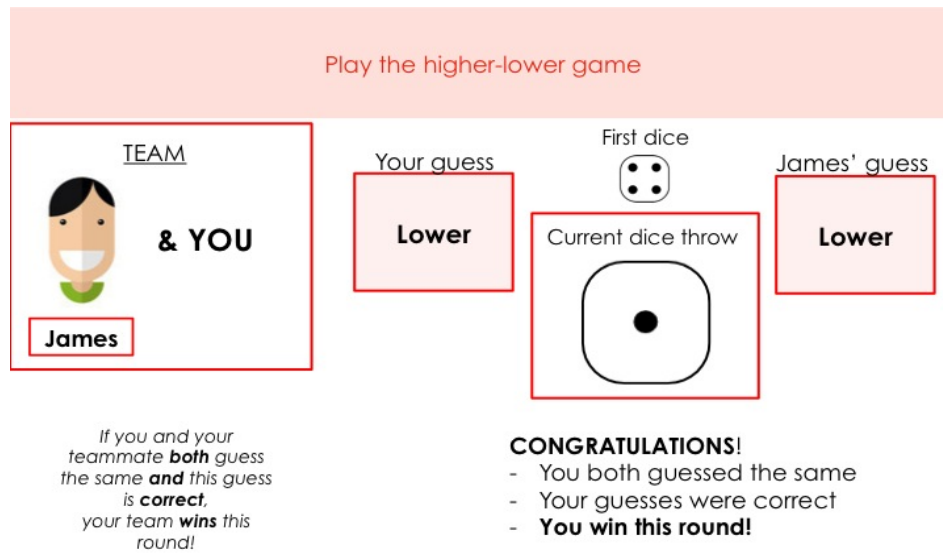 Play the higher-lower game
TEAM
& YOU
James
Your guess
Lower
First dice
Current dice throw
James’ guess
Lower
If you and your
teammate both guess
the same and this guess
is correct,
your team wins this
round!
CONGRATULATIONS!
- You both guessed the same
- Your guesses were correct
- You win this round!